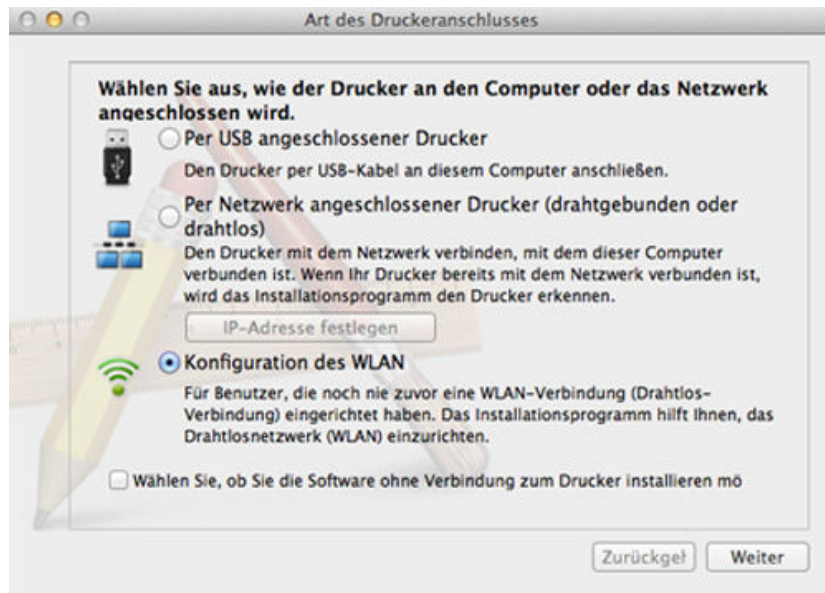 Art des Druckeranschlusses
Wählen Sie aus, wie der Drucker an den Computer oder das Netzwerk
angeschlossen wird.
Per USB angeschlossener Drucker
Den Drucker per USB-Kabel an diesem Computer anschließen.
Per Netzwerk angeschlossener Drucker (drahtgebunden oder
drahtlos)
Den Drucker mit dem Netzwerk verbinden, mit dem dieser Computer
verbunden ist. Wenn Ihr Drucker bereits mit dem Netzwerk verbunden ist,
wird das Installationsprogramm den Drucker erkennen.
IP-Adresse festlegen
Konfiguration des WLAN
Für Benutzer, die noch nie zuvor eine WLAN-Verbindung (Drahtlos-
Verbindung) eingerichtet haben. Das Installationsprogramm hilft Ihnen, das
Drahtlosnetzwerk (WLAN) einzurichten.
Wählen Sie, ob Sie die Software ohne Verbindung zum Drucker installieren mö
Zurückgeł Weiter